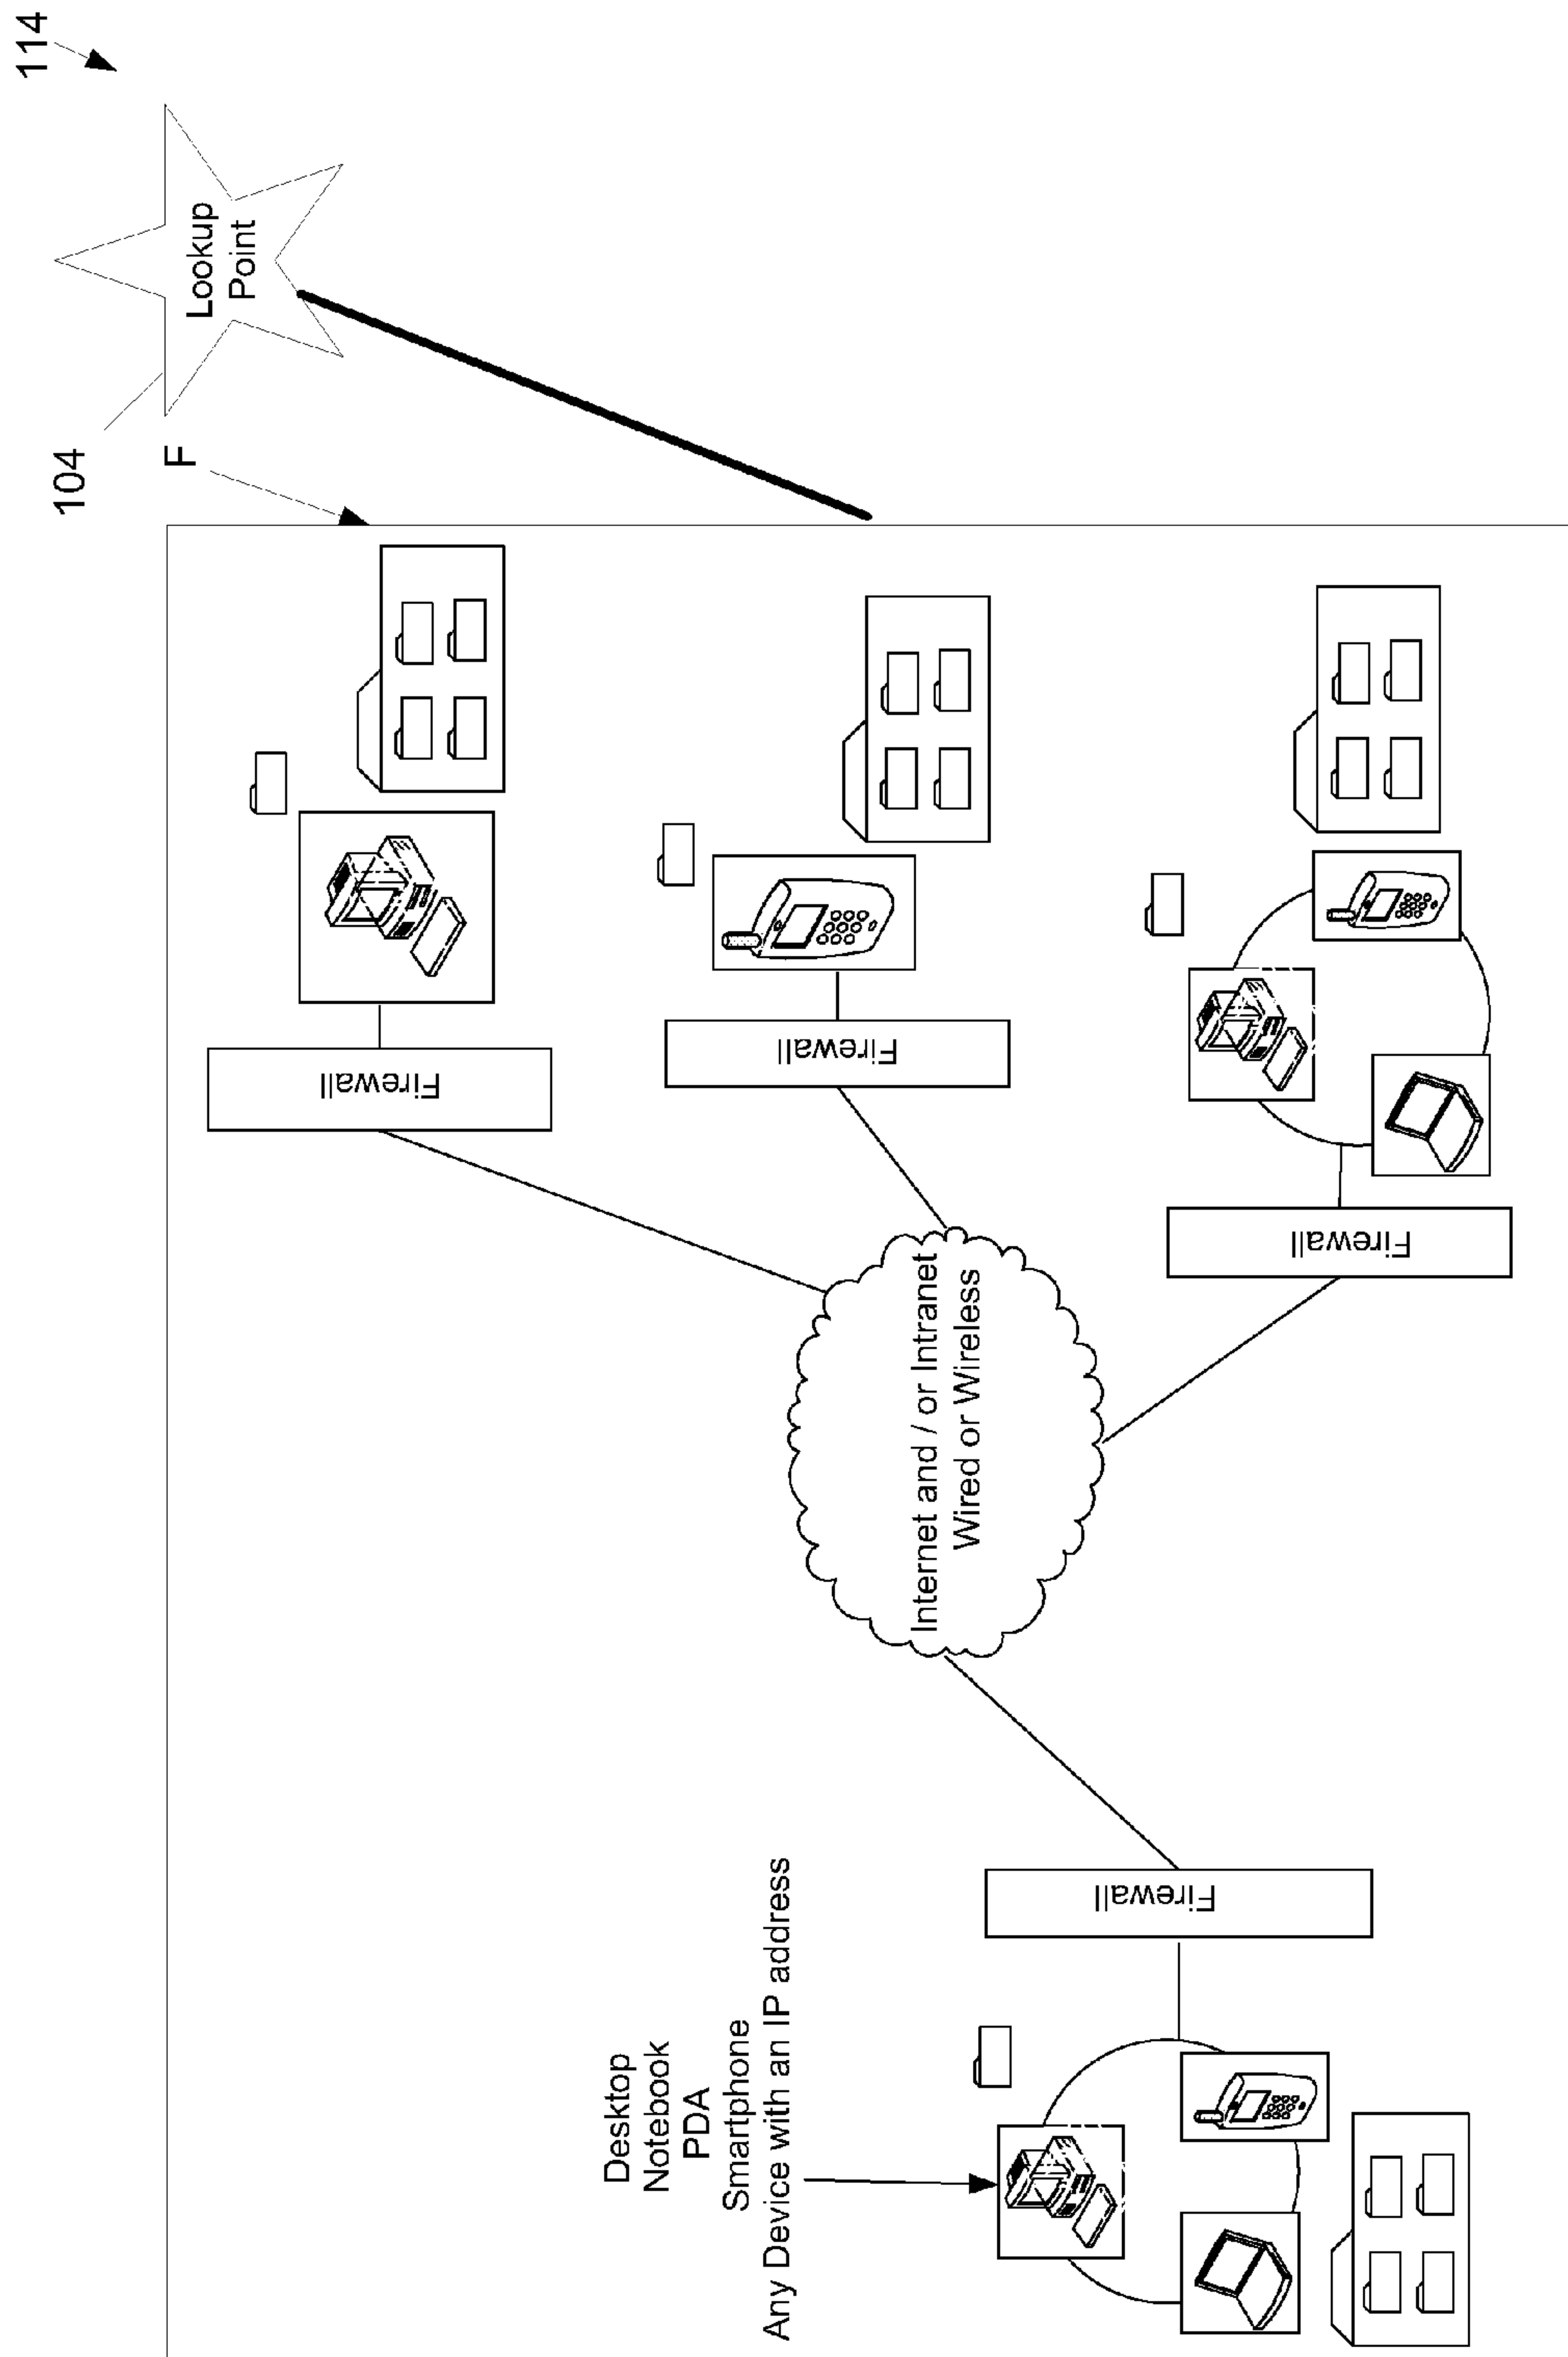 114
Lookup
Point
104
F
Firewall
Firewall
Firewall
Internet and / or Intranet
Wired or Wireless
Firewall
Desktop
Notebook
PDA
Smartphone
Any Device with an IP address